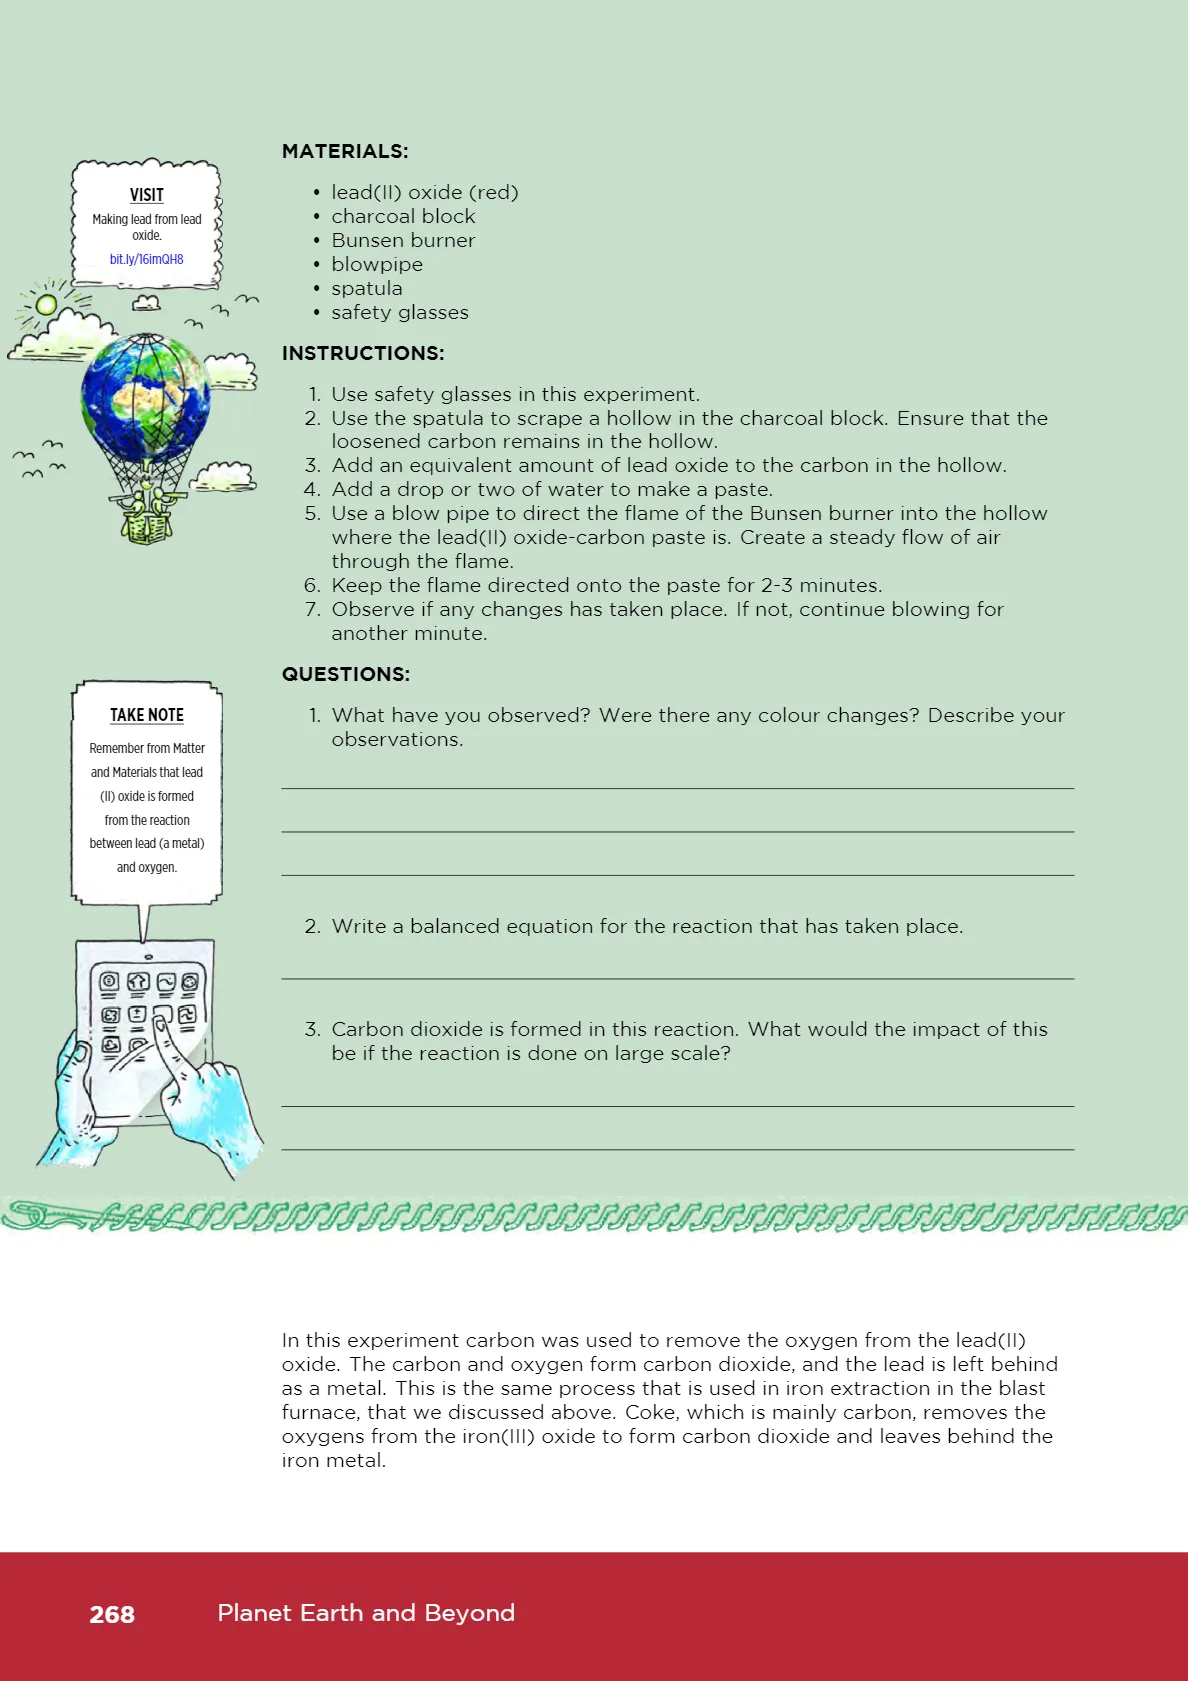 MATERIALS:
• lead(II) oxide (red)
• charcoal block
• Bunsen burner
• blowpipe
• spatula
• safety glasses
VISIT
Making lead from lead
oxide.
bit.ly/16imQH8
INSTRUCTIONS:
1. Use safety glasses in this experiment.
2. Use the spatula to scrape a hollow in the charcoal block. Ensure that the
loosened carbon remains in the hollow.
3. Add an equivalent amount of lead oxide to the carbon in the hollow.
4. Add a drop or two of water to make a paste.
5. Use a blow pipe to direct the flame of the Bunsen burner into the hollow
where the lead(II) oxide-carbon paste is. Create a steady flow of air
through the flame.
6. Keep the flame directed onto the paste for 2-3 minutes.
7. Observe if any changes has taken place. If not, continue blowing for
another minute.
QUESTIONS:
1. What have you observed? Were there any colour changes? Describe your
observations.
TAKE NOTE
Remember from Matter
and Materials that lead
(II) oxide is formed
from the reaction
between lead (a metal)
and oxygen.
2. Write a balanced equation for the reaction that has taken place.
3. Carbon dioxide is formed in this reaction. What would the impact of this
be if the reaction is done on large scale?
In this experiment carbon was used to remove the oxygen from the lead(II)
oxide. The carbon and oxygen form carbon dioxide, and the lead is left behind
as a metal. This is the same process that is used in iron extraction in the blast
furnace, that we discussed above. Coke, which is mainly carbon, removes the
oxygens from the iron(III) oxide to form carbon dioxide and leaves behind the
iron metal.
268
Planet Earth and Beyond